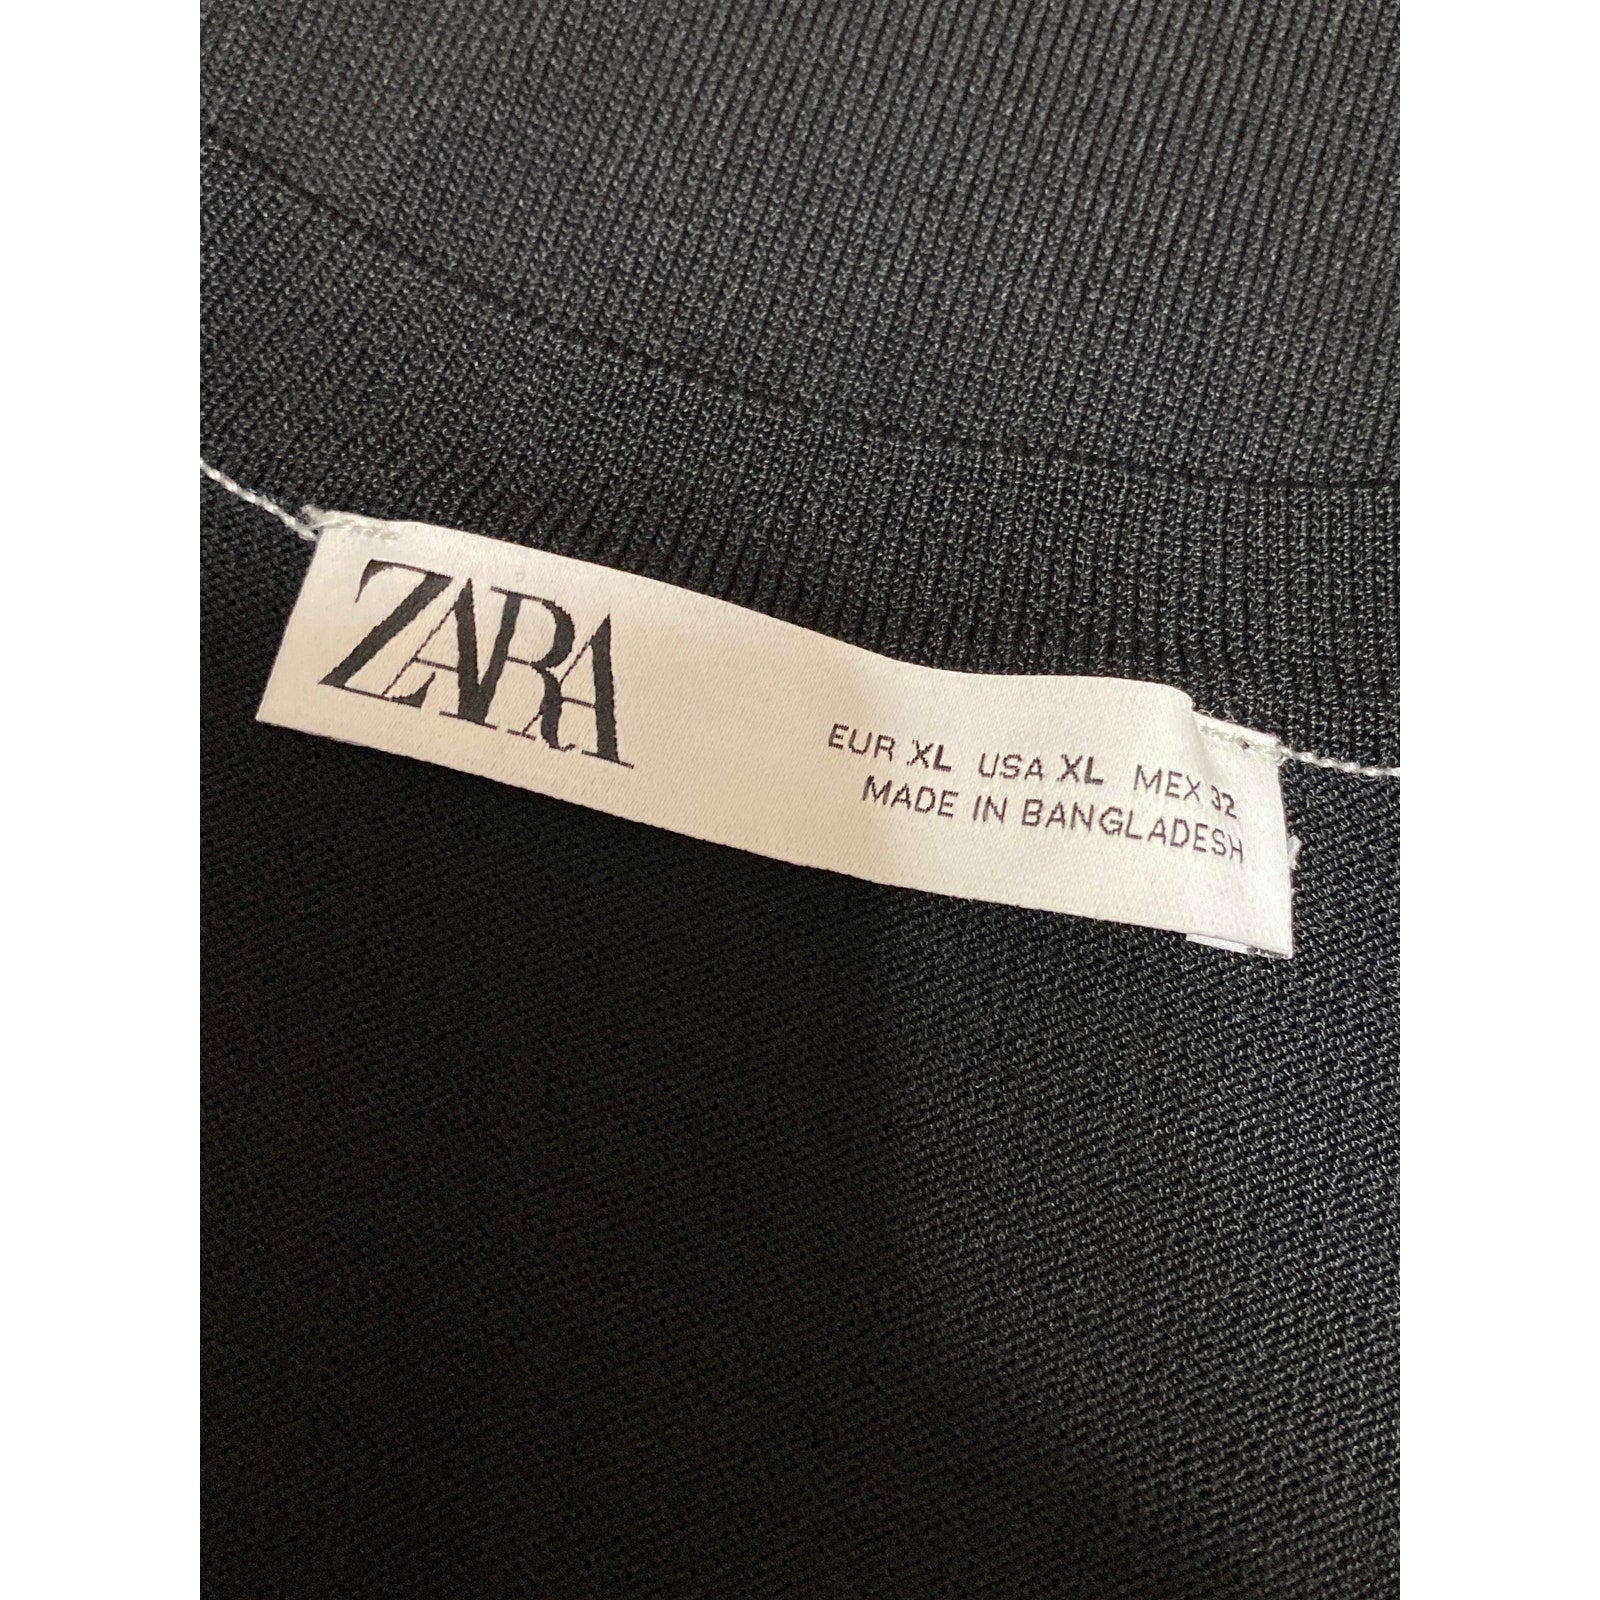 ZARA
EUR XL USA XL MEX 32
MADE IN BANGLADESH